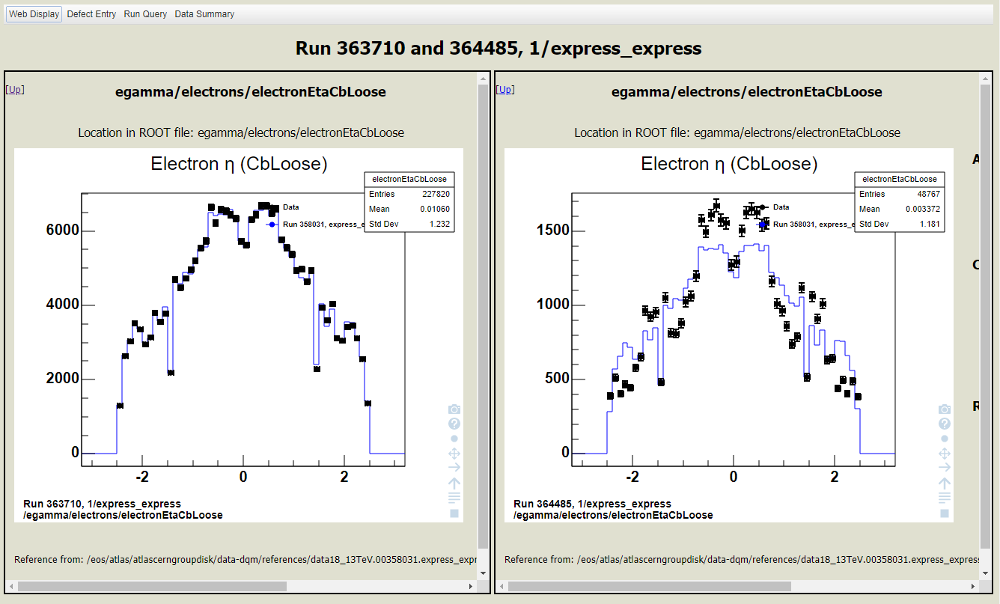 Web Display Defect Entry Run Query Data Summary
Run 363710 and 364485, 1/express_express
[Up]
egamma/electrons/electronEtaCbLoose
Location in ROOT file: egamma/electrons/electronEtaCbLoose
Electron η (CbLoose)
electronEtaCbLoose
Entries 227820
Mean 0.01060
Std Dev 1.232
Data
Run 358031, express_e
6000
4000
2000
0
-2 0 2
Run 363710, 1/express_express
/egamma/electrons/electronEtaCbLoose
Reference from: /eos/atlas/atlascerngroupdisk/data-dqm/references/data18_13TeV.00358031.express_expr
[Up]
egamma/electrons/electronEtaCbLoose
Location in ROOT file: egamma/electrons/electronEtaCbLoose
Electron η (CbLoose)
electronEtaCbLoose
Entries 48767
Mean 0.003372
Std Dev 1.181
Data
Run 358031, express_e
1500
1000
500
0
-2 0 2
Run 364485, 1/express_express
/egamma/electrons/electronEtaCbLoose
Reference from: /eos/atlas/atlascerngroupdisk/data-dqm/references/data18_13TeV.00358031.express_express